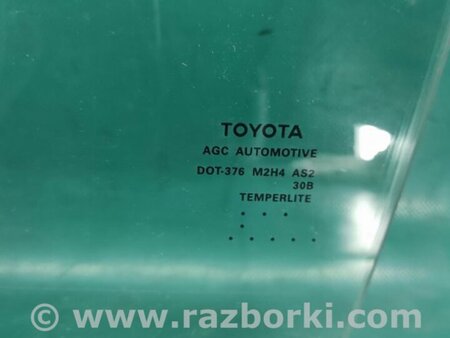 TOYOTA
AGC AUTOMOTIVE
DOT-376 M2H4 AS2
30B
TEMPERLITE
© www.razborki.com